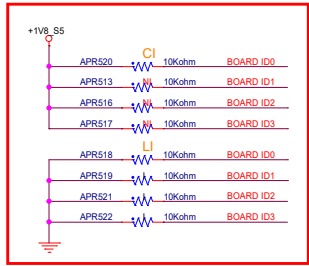 +1V8_S5
CI
APR520 10Kohm BOARD ID0
APR513 NI 10Kohm BOARD ID1
APR516 NI 10Kohm BOARD ID2
APR517 NI 10Kohm BOARD ID3
LI
APR518 10Kohm BOARD ID0
APR519 I 10Kohm BOARD ID1
APR521 I 10Kohm BOARD ID2
APR522 I 10Kohm BOARD ID3